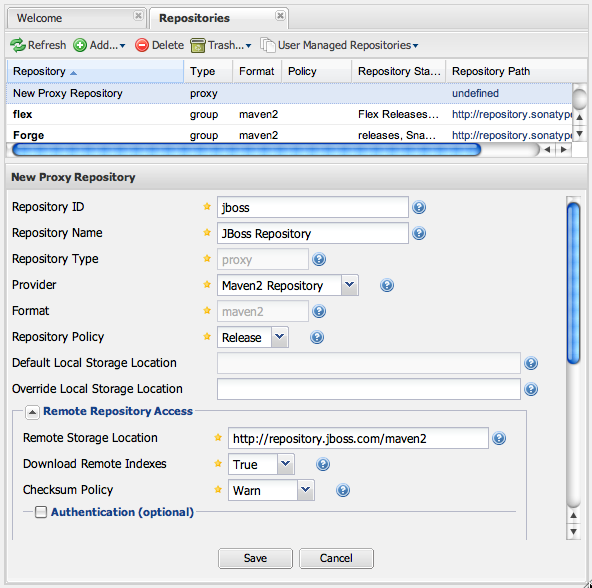 Welcome Repositories
Refresh Add... Delete Trash... User Managed Repositories
Repository Type Format Policy Repository Sta... Repository Path
New Proxy Repository proxy undefined
flex group maven2 Flex Releases... http://repository.sonatype
Forge group maven2 releases, Sna... http://repository.sonatype
New Proxy Repository
Repository ID jboss
Repository Name JBoss Repository
Repository Type proxy
Provider Maven2 Repository
Format maven2
Repository Policy Release
Default Local Storage Location
Override Local Storage Location
Remote Repository Access
Remote Storage Location http://repository.jboss.com/maven2
Download Remote Indexes True
Checksum Policy Warn
Authentication (optional)
Save Cancel